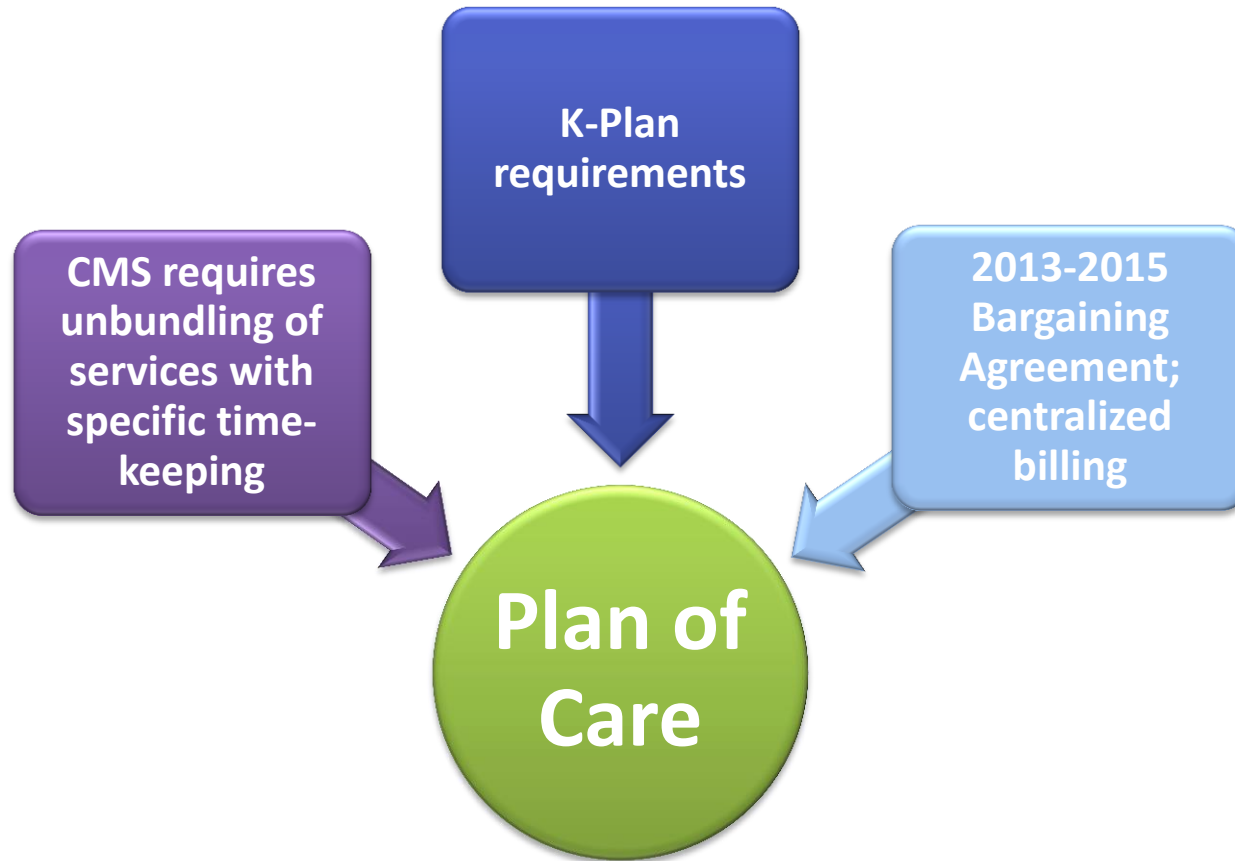 K-Plan
requirements
CMS requires
unbundling of
services with
specific time-
keeping
2013-2015
Bargaining
Agreement;
centralized
billing
Plan of
Care